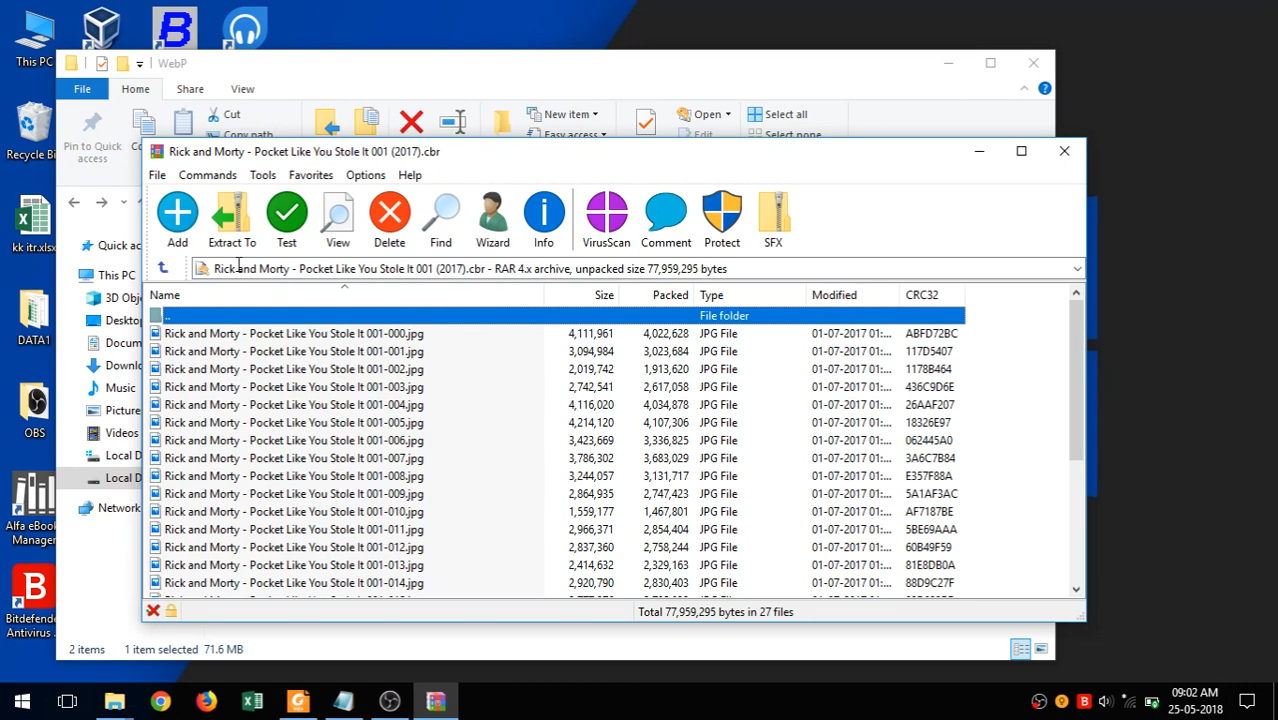 This PC
WebP
File Home Share View
Cut
New item
Open
Select all
Recycle Bi
Pin to Quick access
Copy path
Easy access
Edit
Select none
Rick and Morty - Pocket Like You Stole It 001 (2017).cbr
File Commands Tools Favorites Options Help
Add Extract To Test View Delete Find Wizard Info VirusScan Comment Protect SFX
kk itr.xlsx
Quick ac
Rick and Morty - Pocket Like You Stole It 001 (2017).cbr - RAR 4.x archive, unpacked size 77,959,295 bytes
This PC
Name Size Packed Type Modified CRC32
3D Obje
.. File folder
Desktop
Rick and Morty - Pocket Like You Stole It 001-000.jpg 4,111,961 4,022,628 JPG File 01-07-2017 01:... ABFD72BC
DATA1
Docum
Rick and Morty - Pocket Like You Stole It 001-001.jpg 3,094,984 3,023,684 JPG File 01-07-2017 01:... 117D5407
Downlo
Rick and Morty - Pocket Like You Stole It 001-002.jpg 2,019,742 1,913,620 JPG File 01-07-2017 01:... 1178B464
Music
Rick and Morty - Pocket Like You Stole It 001-003.jpg 2,742,541 2,617,058 JPG File 01-07-2017 01:... 436C9D6E
Picture
Rick and Morty - Pocket Like You Stole It 001-004.jpg 4,116,020 4,034,878 JPG File 01-07-2017 01:... 26AAF207
OBS
Videos
Rick and Morty - Pocket Like You Stole It 001-005.jpg 4,214,120 4,107,306 JPG File 01-07-2017 01:... 18326E97
Rick and Morty - Pocket Like You Stole It 001-006.jpg 3,423,669 3,336,825 JPG File 01-07-2017 01:... 062445A0
Local D
Rick and Morty - Pocket Like You Stole It 001-007.jpg 3,786,302 3,683,029 JPG File 01-07-2017 01:... 3A6C7B84
Local D
Rick and Morty - Pocket Like You Stole It 001-008.jpg 3,244,057 3,131,717 JPG File 01-07-2017 01:... E357F88A
Rick and Morty - Pocket Like You Stole It 001-009.jpg 2,864,935 2,747,423 JPG File 01-07-2017 01:... 5A1AF3AC
Network
Rick and Morty - Pocket Like You Stole It 001-010.jpg 1,559,177 1,467,801 JPG File 01-07-2017 01:... AF7187BE
Alfa eBook Manager
Rick and Morty - Pocket Like You Stole It 001-011.jpg 2,966,371 2,854,404 JPG File 01-07-2017 01:... 5BE69AAA
Rick and Morty - Pocket Like You Stole It 001-012.jpg 2,837,360 2,758,244 JPG File 01-07-2017 01:... 60B49F59
Rick and Morty - Pocket Like You Stole It 001-013.jpg 2,414,632 2,329,163 JPG File 01-07-2017 01:... 81E8DB0A
Rick and Morty - Pocket Like You Stole It 001-014.jpg 2,920,790 2,830,403 JPG File 01-07-2017 01:... 88D9C27F
Total 77,959,295 bytes in 27 files
Bitdefende
Antivirus ..
2 items 1 item selected 71.6 MB
09:02 AM
25-05-2018